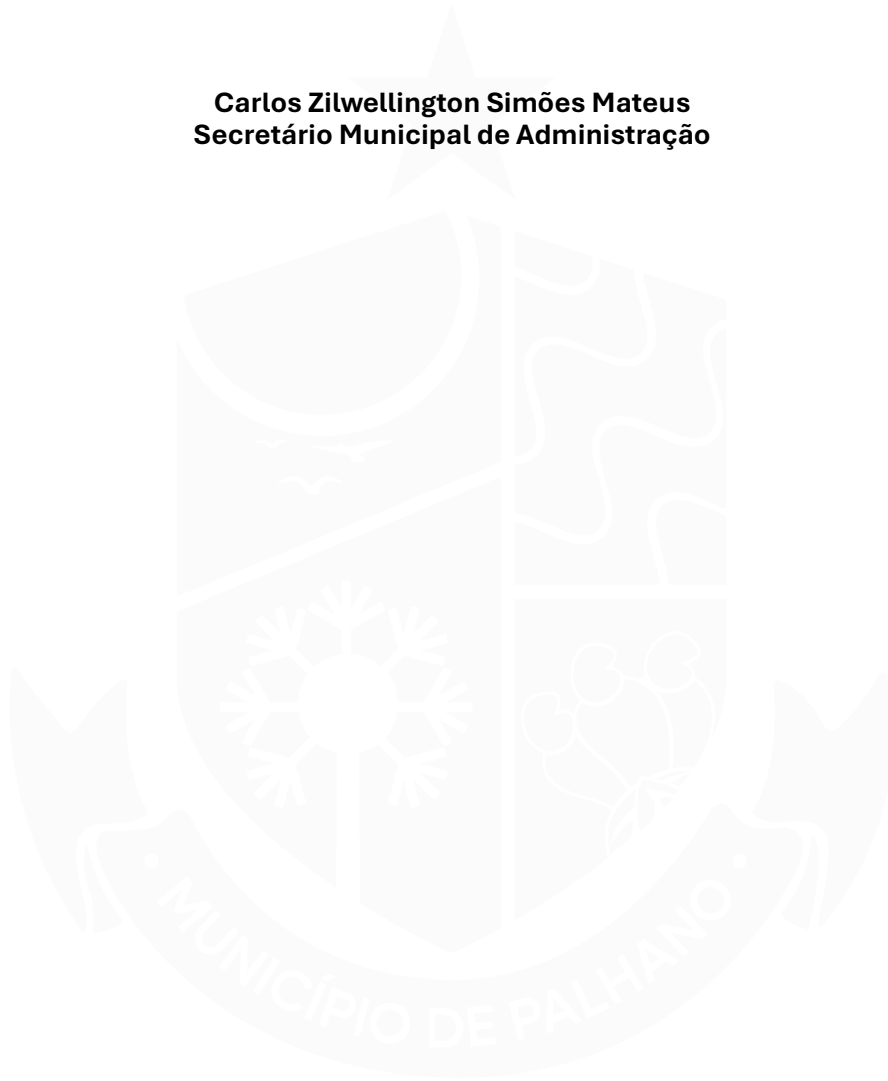 Carlos Zilwellington Simões Mateus
Secretário Municipal de Administração
• MUNICÍPIO DE PALHANO •